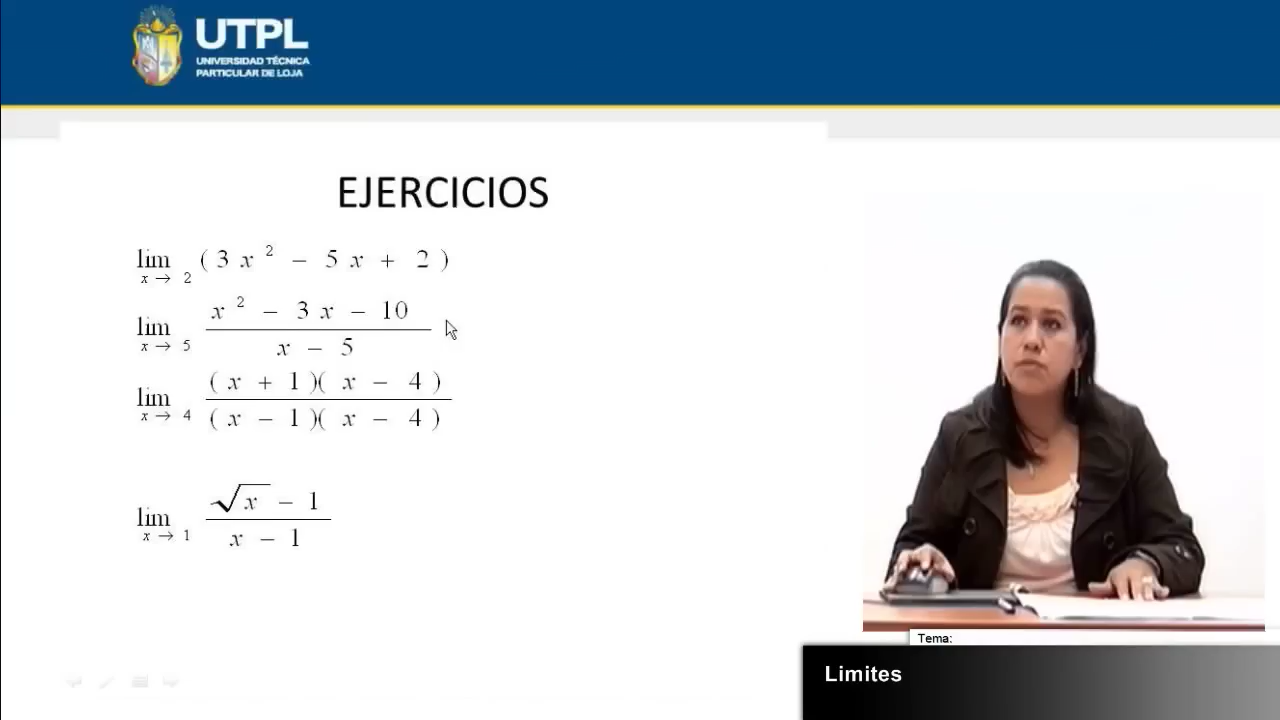 UTPL
UNIVERSIDAD TÉCNICA
PARTICULAR DE LOJA
EJERCICIOS
lim x→2 (3x² − 5x + 2)
lim x→5 (x² − 3x − 10) / (x − 5)
lim x→4 (x + 1)(x − 4) / (x − 1)(x − 4)
lim x→1 (√x − 1) / (x − 1)
Tema:
Limites